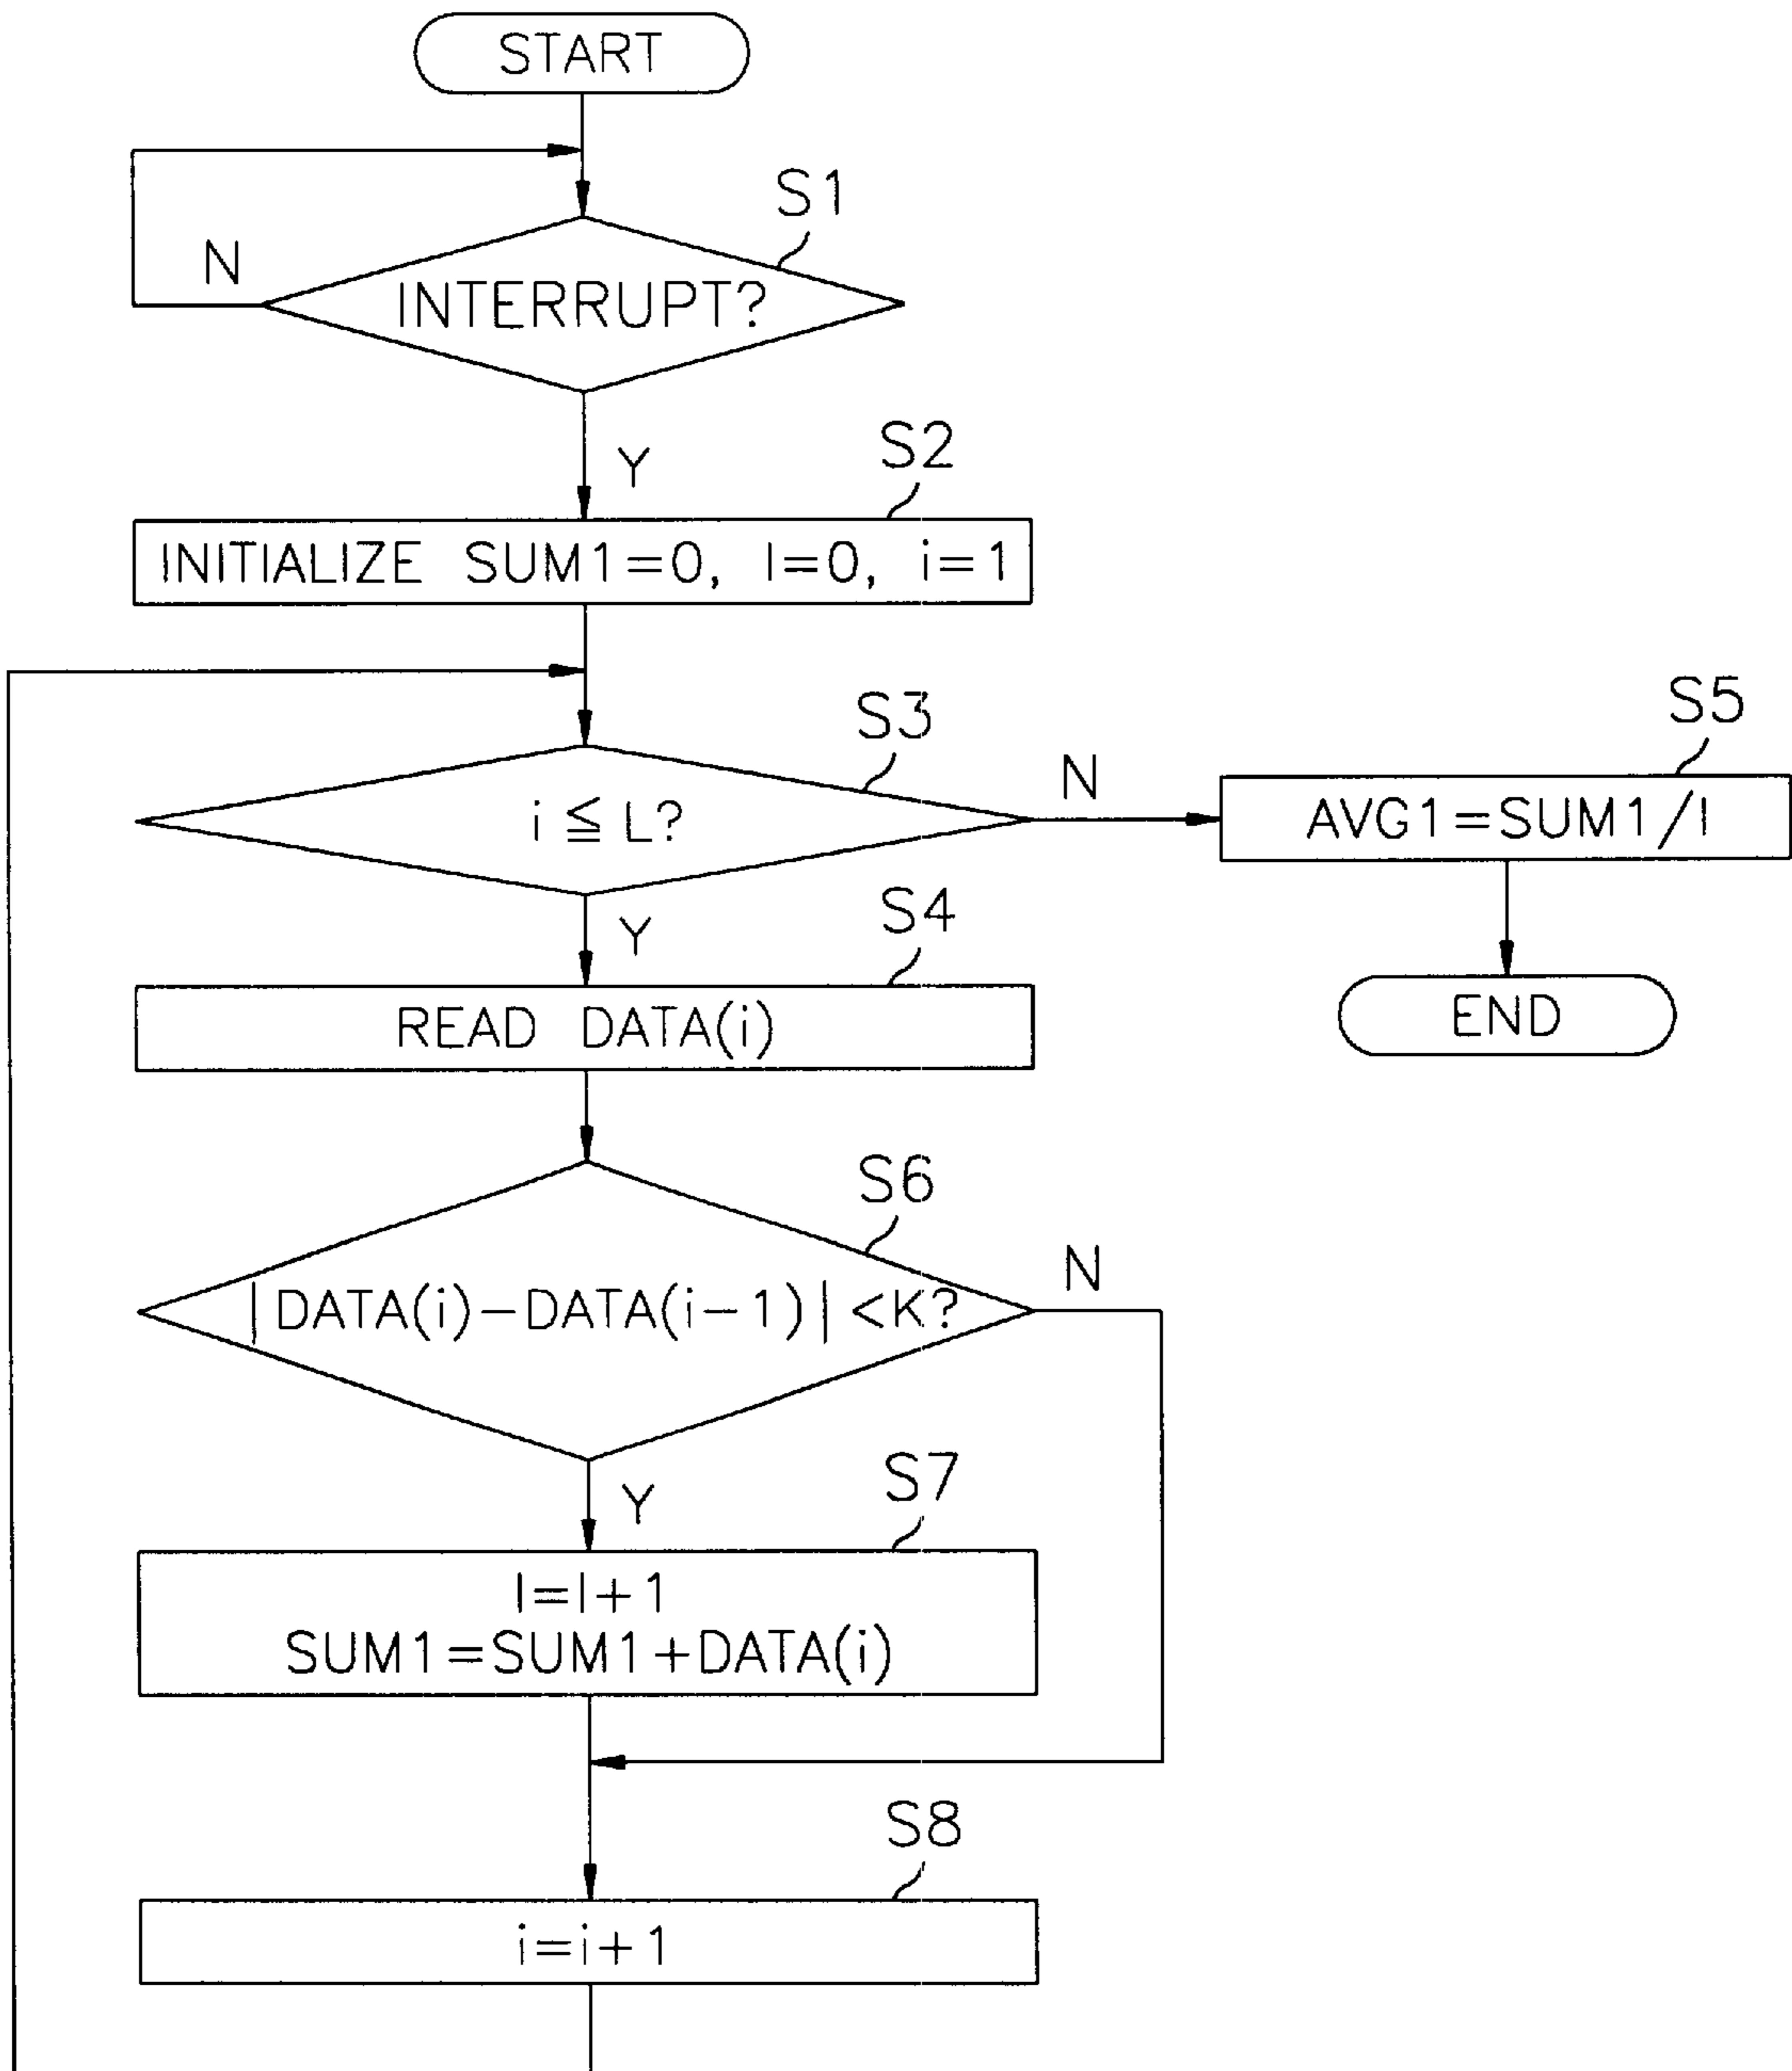 START
S1
N
INTERRUPT?
Y
S2
INITIALIZE SUM1=0, I=0, i=1
S3
N
S5
i ≦ L?
AVG1=SUM1/I
Y
S4
READ DATA(i)
END
S6
N
|DATA(i)-DATA(i-1)|<K?
Y
S7
I=I+1
SUM1=SUM1+DATA(i)
S8
i=i+1